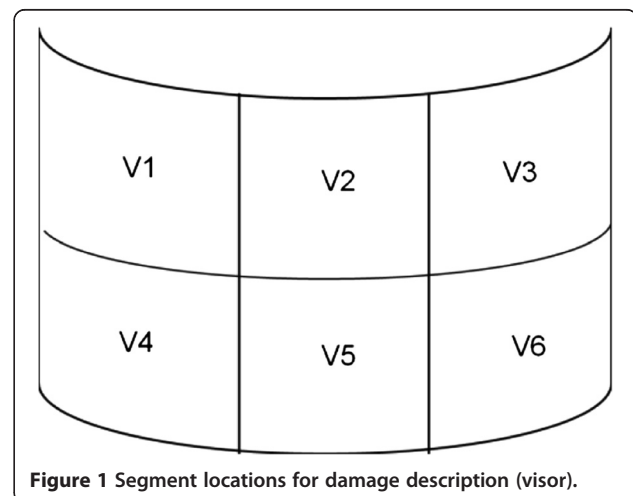 V1
V2
V3
V4
V5
V6
Figure 1 Segment locations for damage description (visor).